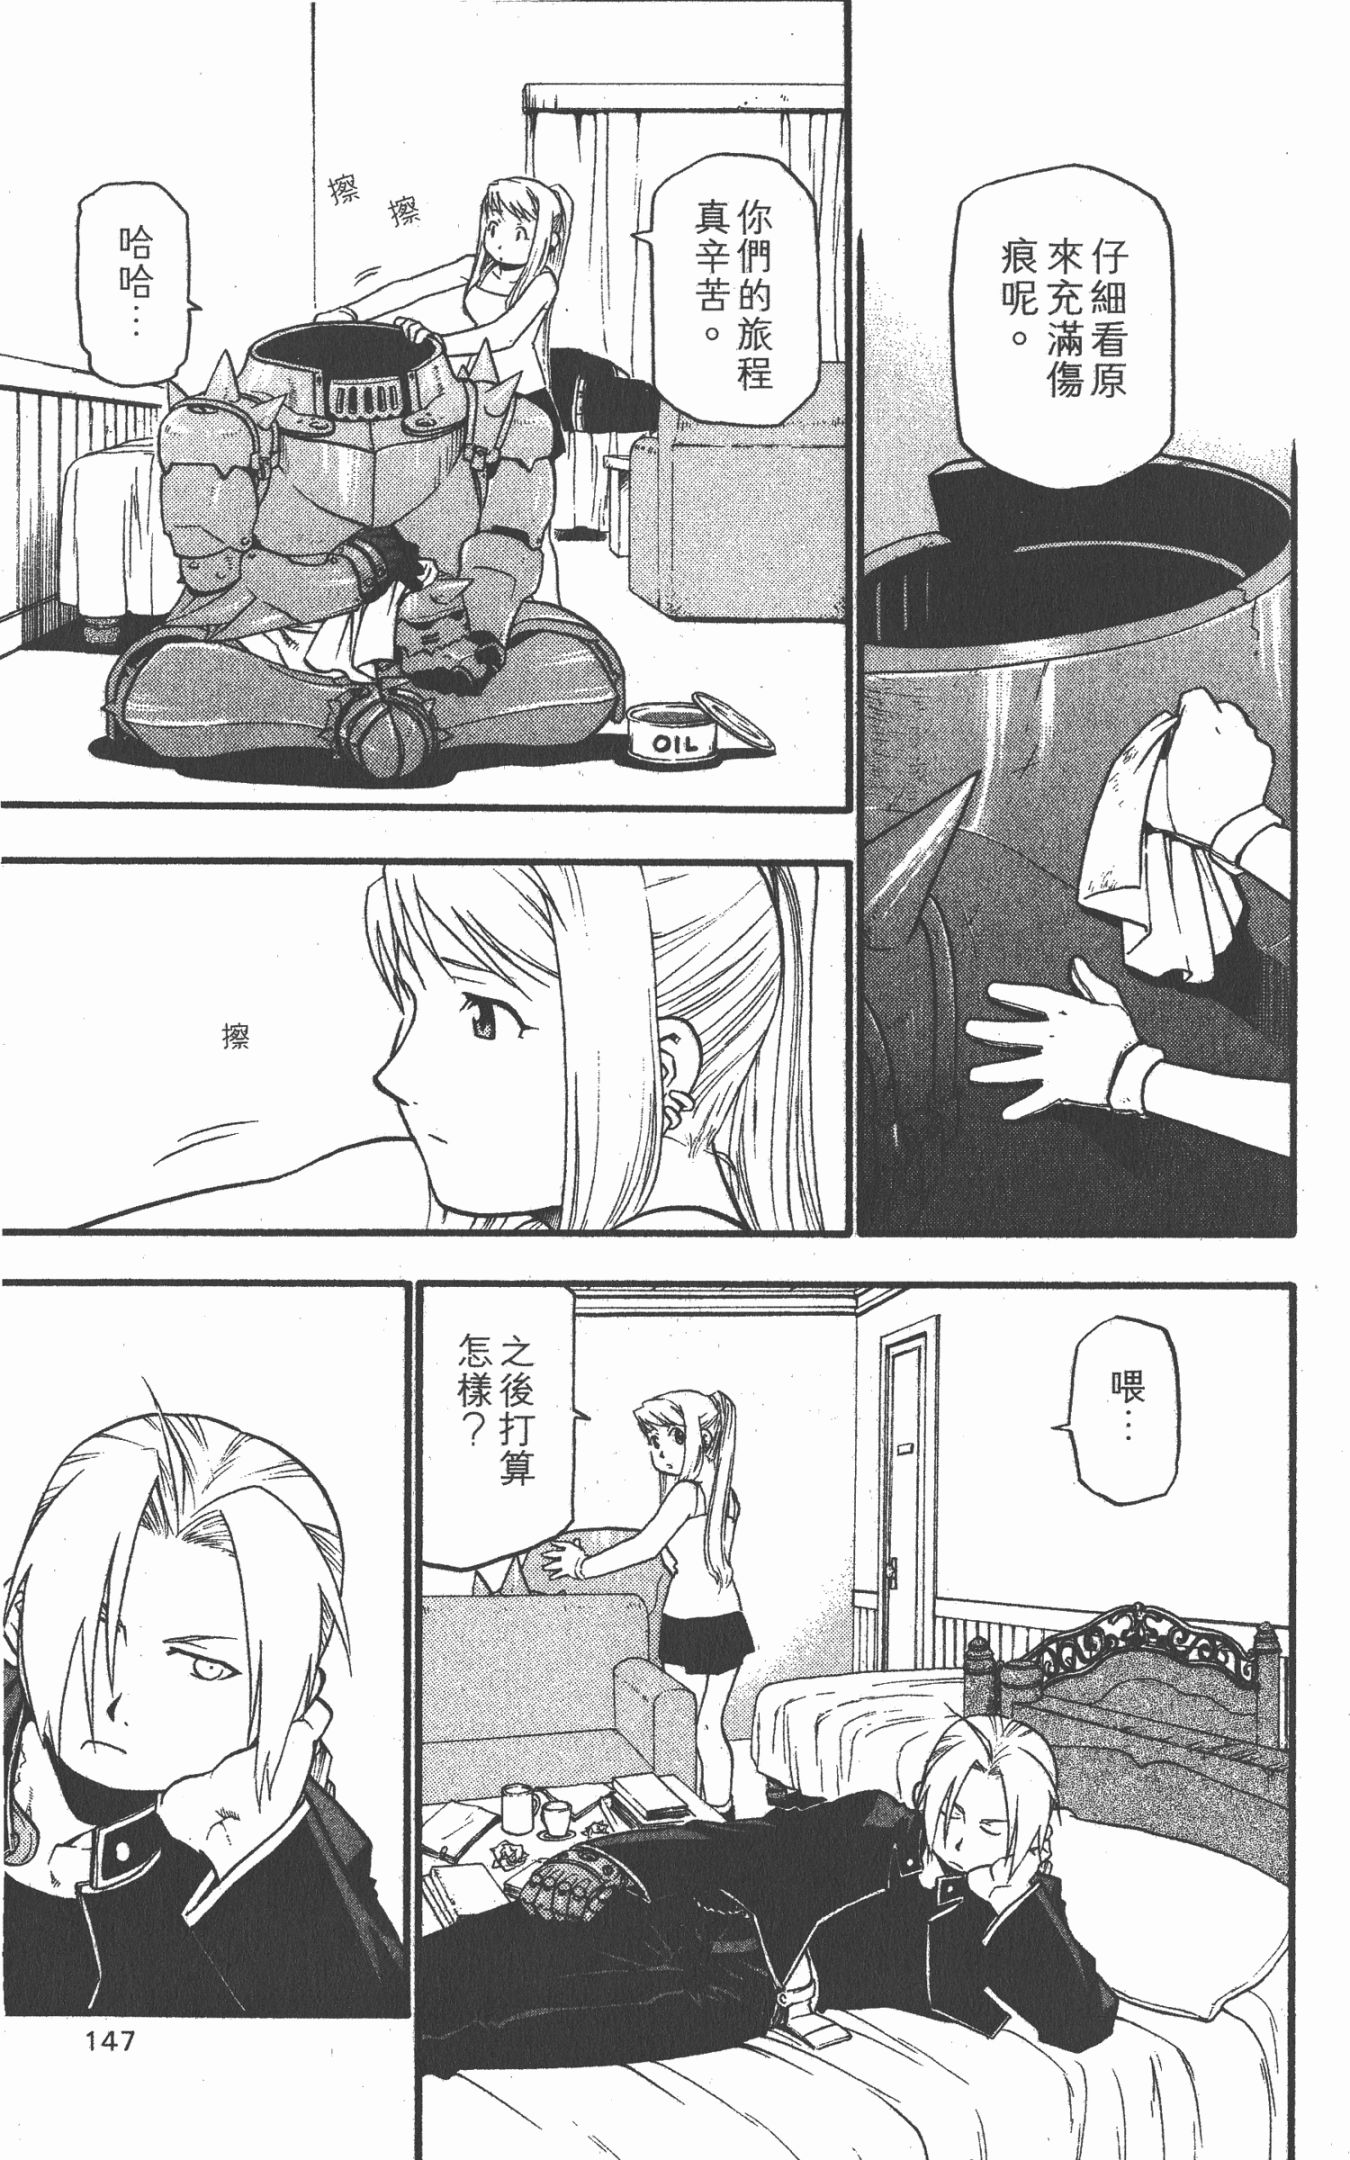 仔細看原
來充滿傷
痕呢。
你們的旅程
真辛苦。
擦
擦
哈哈…
OIL
擦
喂…
之後打算
怎樣？
147